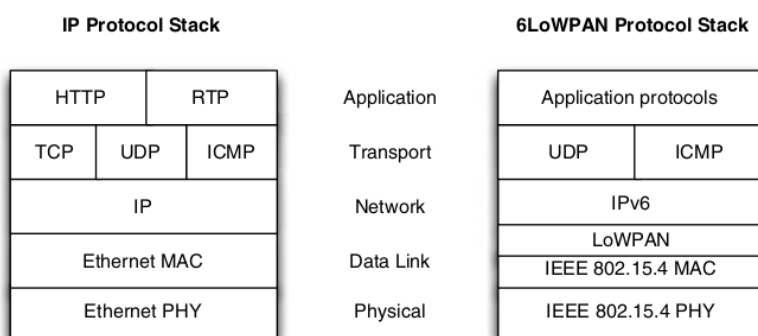 IP Protocol Stack
6LoWPAN Protocol Stack
HTTP RTP Application Application protocols
TCP UDP ICMP Transport UDP ICMP
IP Network IPv6
LoWPAN
Ethernet MAC Data Link IEEE 802.15.4 MAC
Ethernet PHY Physical IEEE 802.15.4 PHY